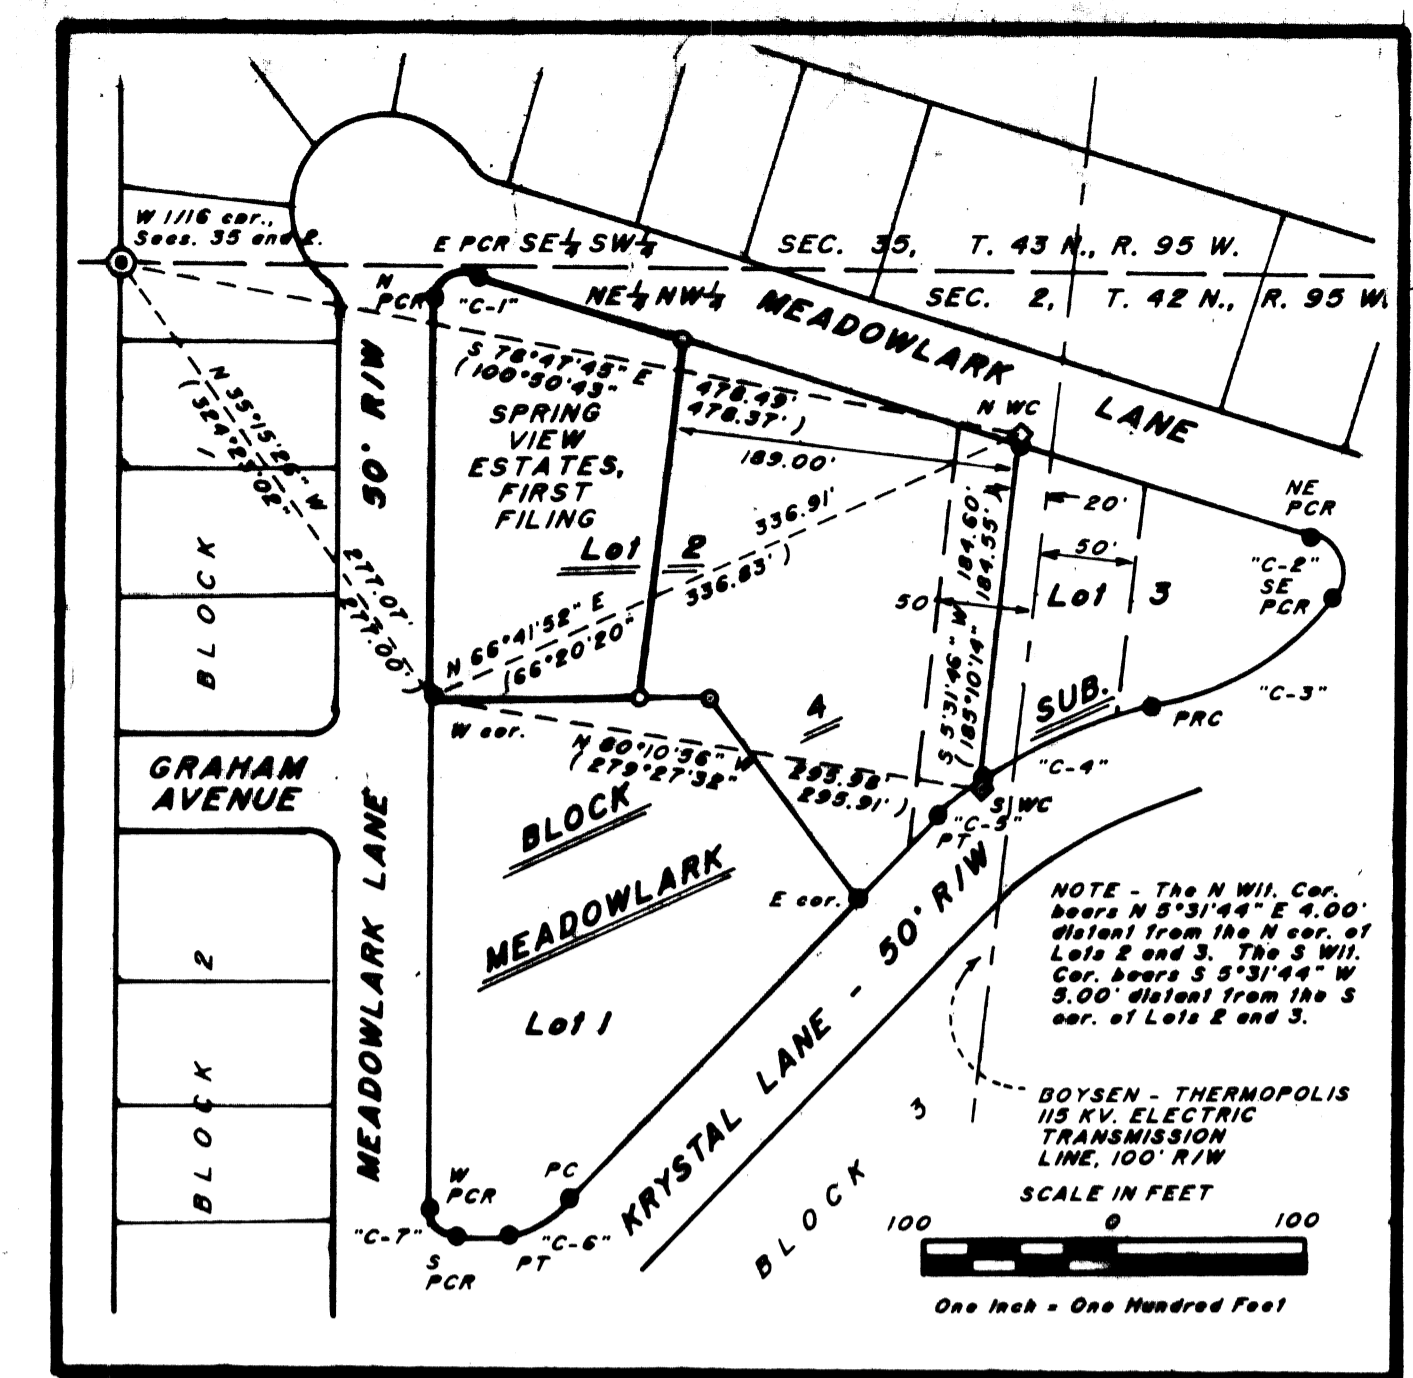 W 1/16 cor.,
Secs. 35 and 2.
E PCR SE¼ SW¼
SEC. 35, T. 43 N., R. 95 W.
N
PCR
"C-1"
NE¼ NW¼
SEC. 2, T. 42 N., R. 95 W.
MEADOWLARK LANE
50' R/W
S 78°47'45" E
(100°50'43"
478.49'
478.37')
N WC
189.00'
SPRING
VIEW
ESTATES,
FIRST
FILING
N 35°15'26" W
277.07'
277.00')
NE
PCR
20'
"C-2"
50'
SE
PCR
336.91'
336.83')
Lot 2
50'
Lot 3
S 5°31'46" W 184.60'
(185°10'14" 184.55')
BLOCK 1
N 66°41'52" E
(66°20'20"
"C-3"
4
SUB.
PRC
W cor.
N 80°10'56" W
(279°27'32"
295.98'
295.91')
"C-4"
GRAHAM
AVENUE
S WC
"C-5"
PT
BLOCK
MEADOWLARK
E cor.
MEADOWLARK LANE
KRYSTAL LANE - 50' R/W
NOTE - The N Wit. Cor.
bears N 5°31'44" E 4.00'
distant from the N cor. of
Lots 2 and 3. The S Wit.
Cor. bears S 5°31'44" W
5.00' distant from the S
cor. of Lots 2 and 3.
Lot 1
BLOCK 2
BLOCK 3
BOYSEN - THERMOPOLIS
115 KV. ELECTRIC
TRANSMISSION
LINE, 100' R/W
W
PCR
PC
"C-7"
"C-6"
S
PCR
PT
SCALE IN FEET
100 0 100
One Inch = One Hundred Feet